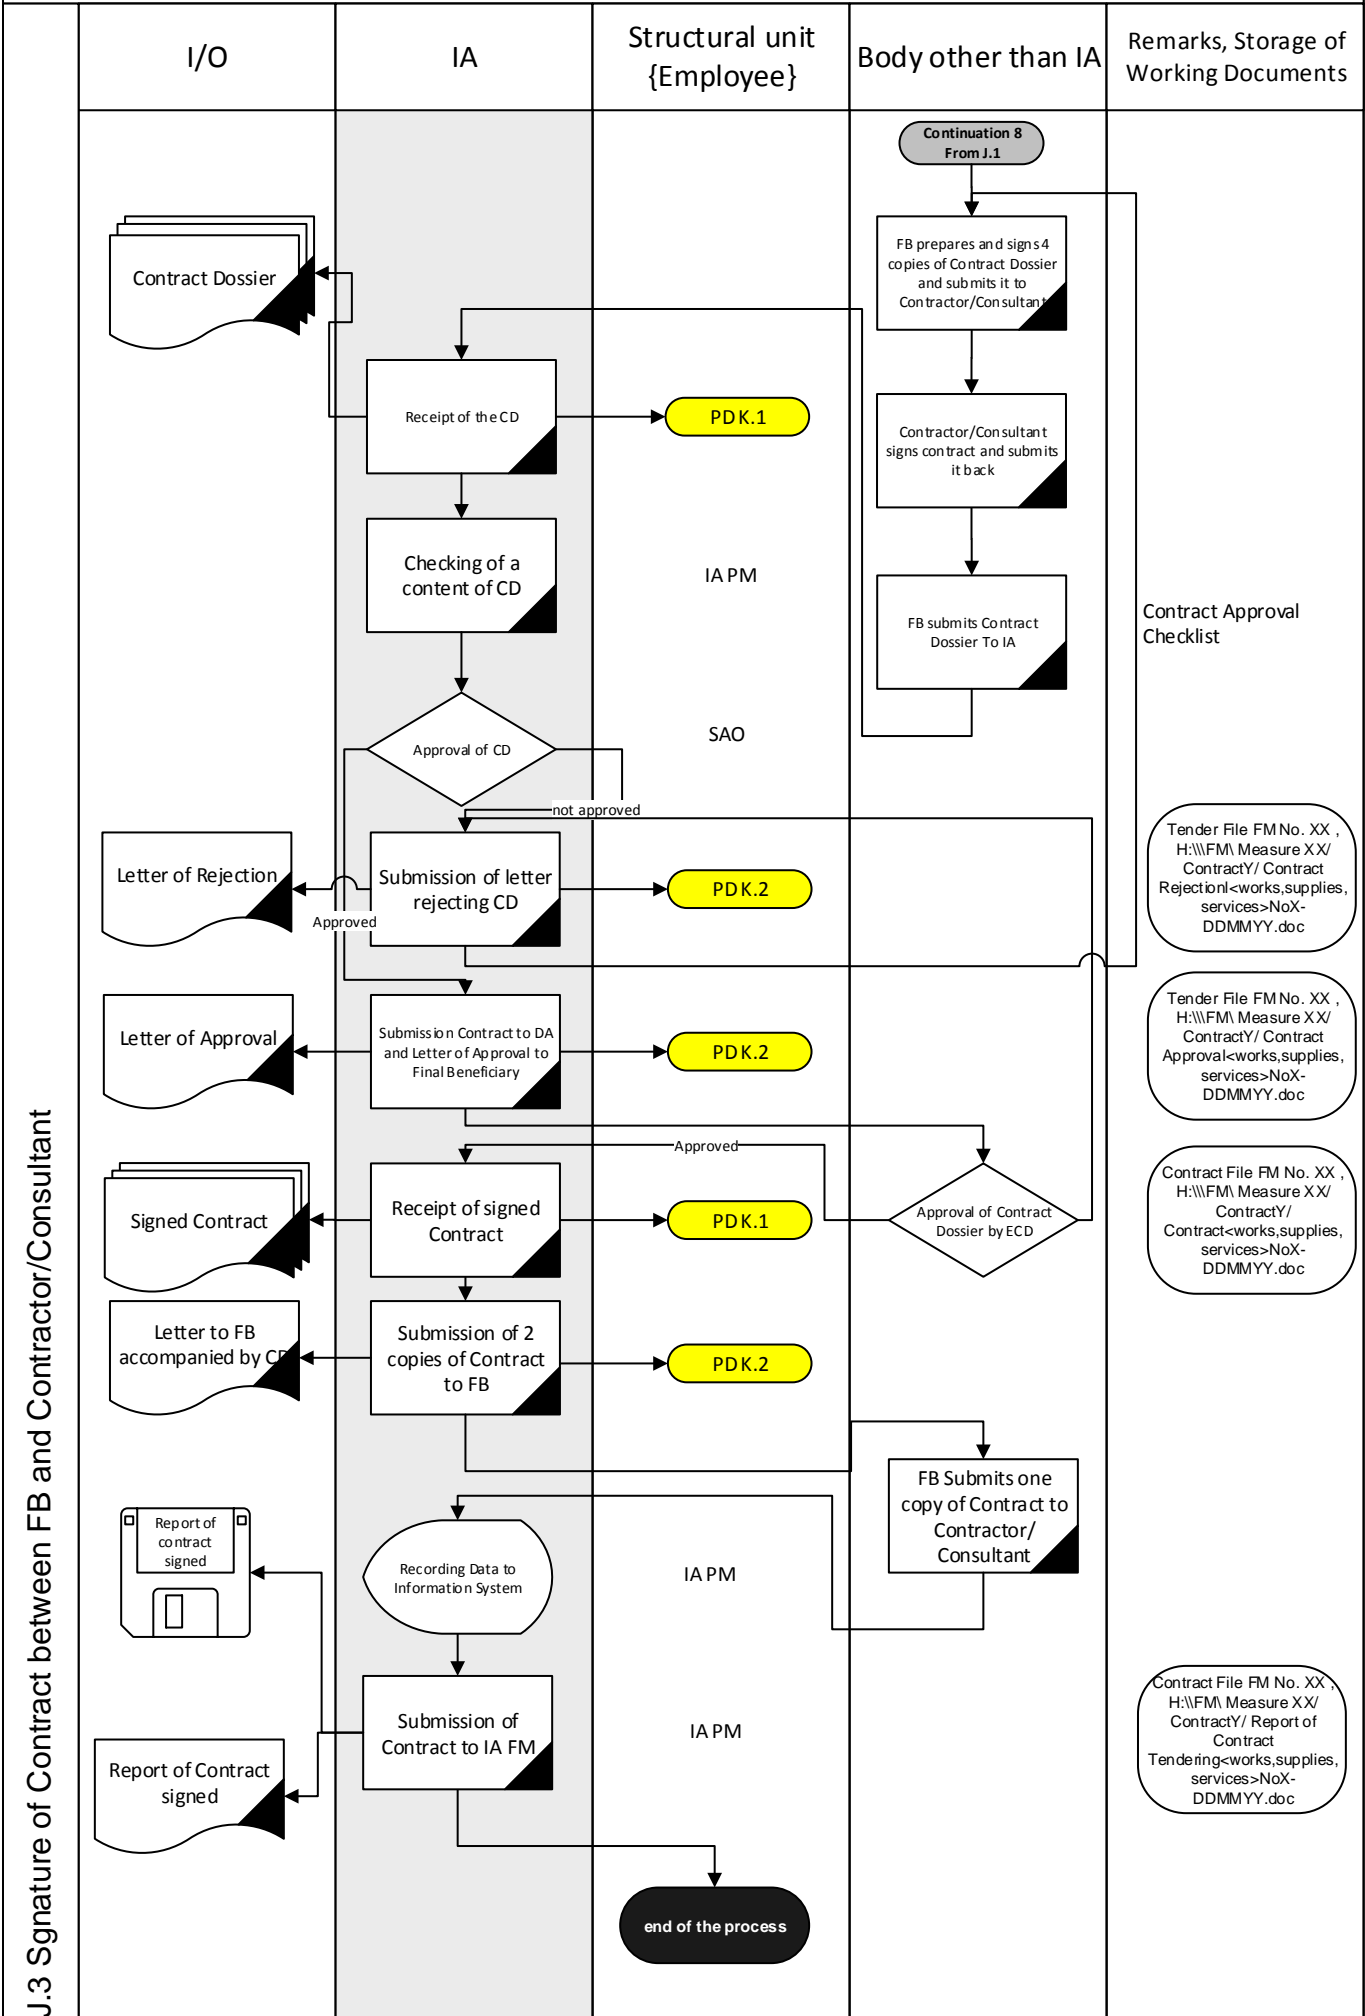 J.3 Sgnature of Contract between FB and Contractor/Consultant
I/O
IA
Structural unit
{Employee}
Body other than IA
Remarks, Storage of
Working Documents
Continuation 8
From J.1
FB prepares and signs 4
copies of Contract Dossier
and submits it to
Contractor/Consultant
Contract Dossier
Receipt of the CD
PDK.1
Contractor/Consultant
signs contract and submits
it back
Checking of a
content of CD
IA PM
FB submits Contract
Dossier To IA
Contract Approval
Checklist
Approval of CD
SAO
not approved
Letter of Rejection
Approved
Submission of letter
rejecting CD
PDK.2
Tender File FM No. XX ,
H:\\\FM\ Measure XX/
ContractY/ Contract
RejectionI<works,supplies,
services>NoX-
DDMMYY.doc
Letter of Approval
Submission Contract to DA
and Letter of Approval to
Final Beneficiary
PDK.2
Tender File FM No. XX ,
H:\\\FM\ Measure XX/
ContractY/ Contract
Approval<works,supplies,
services>NoX-
DDMMYY.doc
Approved
Signed Contract
Receipt of signed
Contract
PDK.1
Approval of Contract
Dossier by ECD
Contract File FM No. XX ,
H:\\\FM\ Measure XX/
ContractY/
Contract<works,supplies,
services>NoX-
DDMMYY.doc
Letter to FB
accompanied by CD
Submission of 2
copies of Contract
to FB
PDK.2
FB Submits one
copy of Contract to
Contractor/
Consultant
Report of
contract
signed
Recording Data to
Information System
IA PM
Report of Contract
signed
Submission of
Contract to IA FM
IA PM
Contract File FM No. XX ,
H:\\FM\ Measure XX/
ContractY/ Report of
Contract
Tendering<works,supplies,
services>NoX-
DDMMYY.doc
end of the process